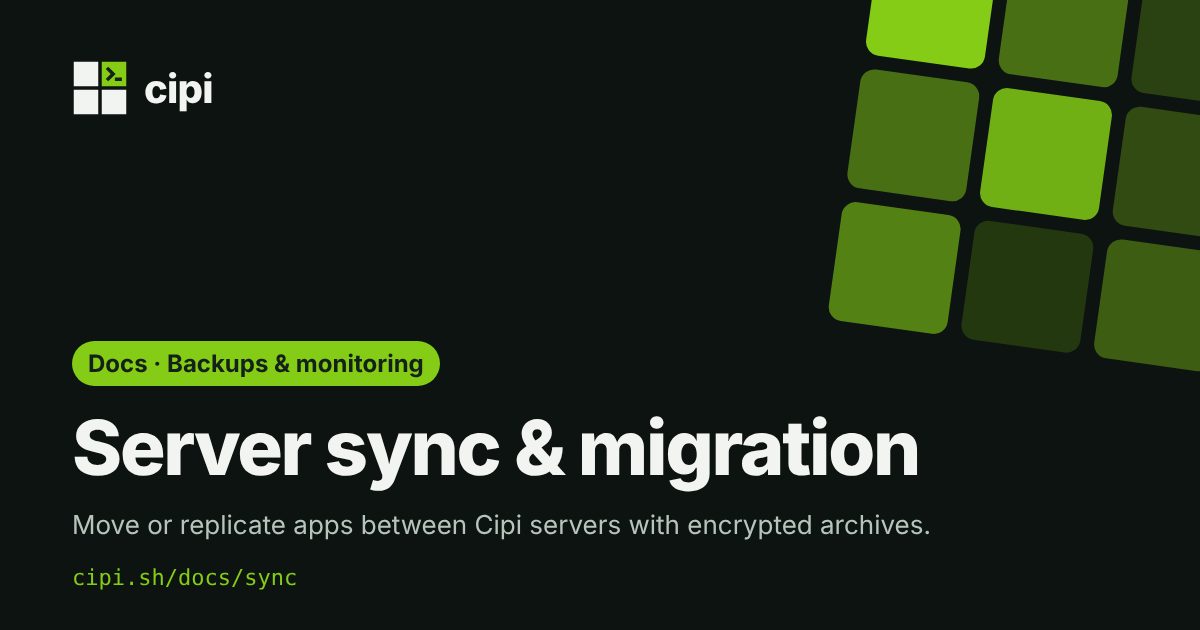 cipi
Docs · Backups & monitoring
Server sync & migration
Move or replicate apps between Cipi servers with encrypted archives.
cipi.sh/docs/sync